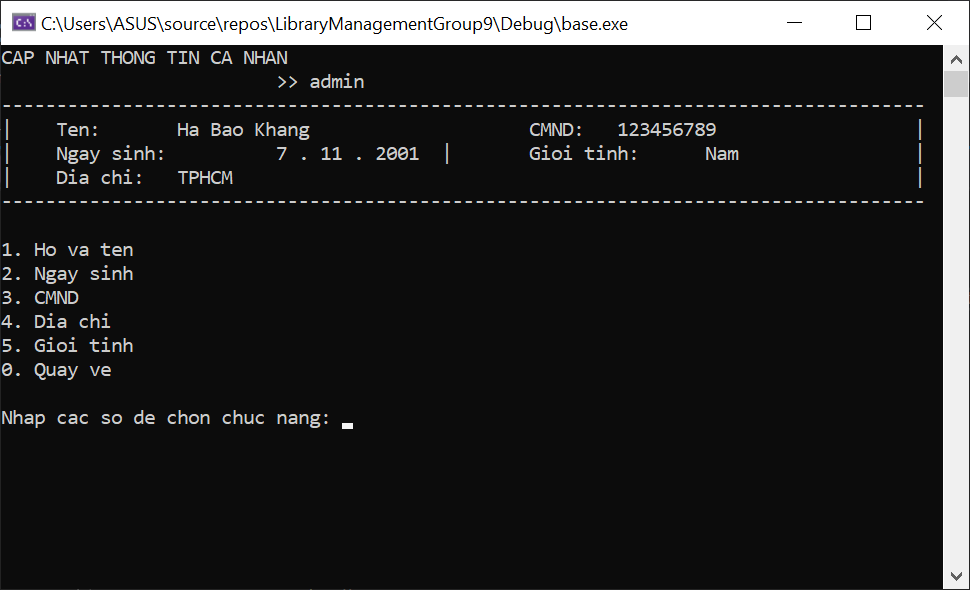 C:\Users\ASUS\source\repos\LibraryManagementGroup9\Debug\base.exe
CAP NHAT THONG TIN CA NHAN
>> admin
------------------------------------------------------------------------------------
| Ten: Ha Bao Khang CMND: 123456789 |
| Ngay sinh: 7 . 11 . 2001 | Gioi tinh: Nam |
| Dia chi: TPHCM |
------------------------------------------------------------------------------------
1. Ho va ten
2. Ngay sinh
3. CMND
4. Dia chi
5. Gioi tinh
0. Quay ve
Nhap cac so de chon chuc nang: